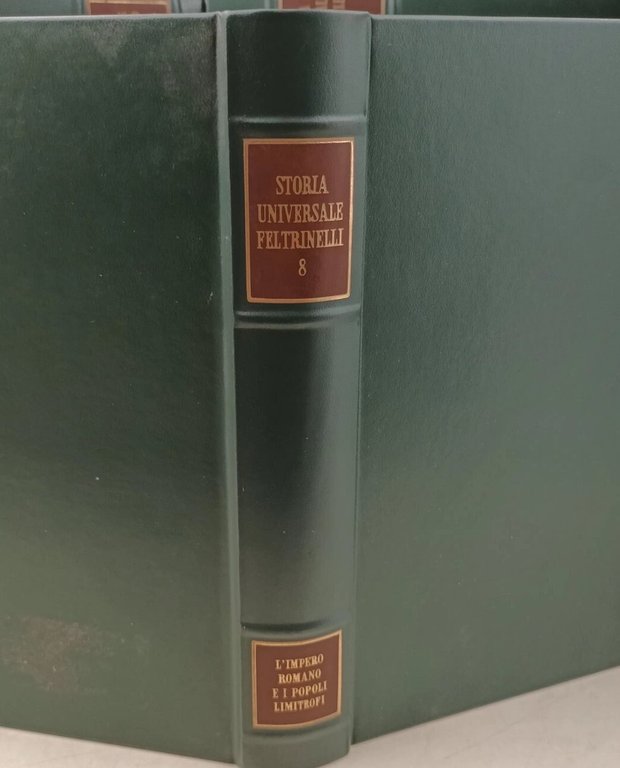 STORIA
UNIVERSALE
FELTRINELLI
8
L'IMPERO
ROMANO
E I POPOLI
LIMITROFI